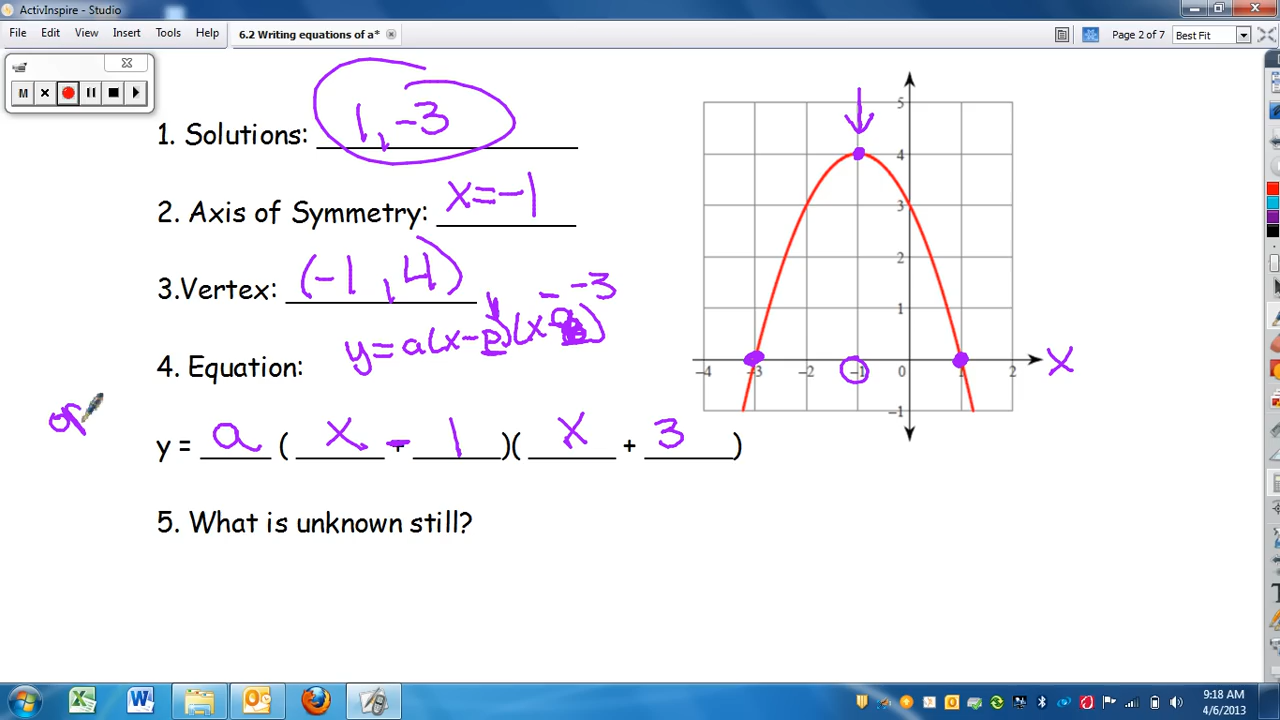 ActivInspire - Studio
File Edit View Insert Tools Help
6.2 Writing equations of a*
Page 2 of 7
Best Fit
M
1. Solutions: 1, -3
2. Axis of Symmetry: x=-1
3.Vertex: (-1, 4)
y=a(x-p)(x-
- -3
4. Equation:
or
y = a ( x - 1 )( x + 3 )
5. What is unknown still?
5
4
3
2
1
-4 -3 -2 -1 0 1 2 X
-1
9:18 AM
4/6/2013